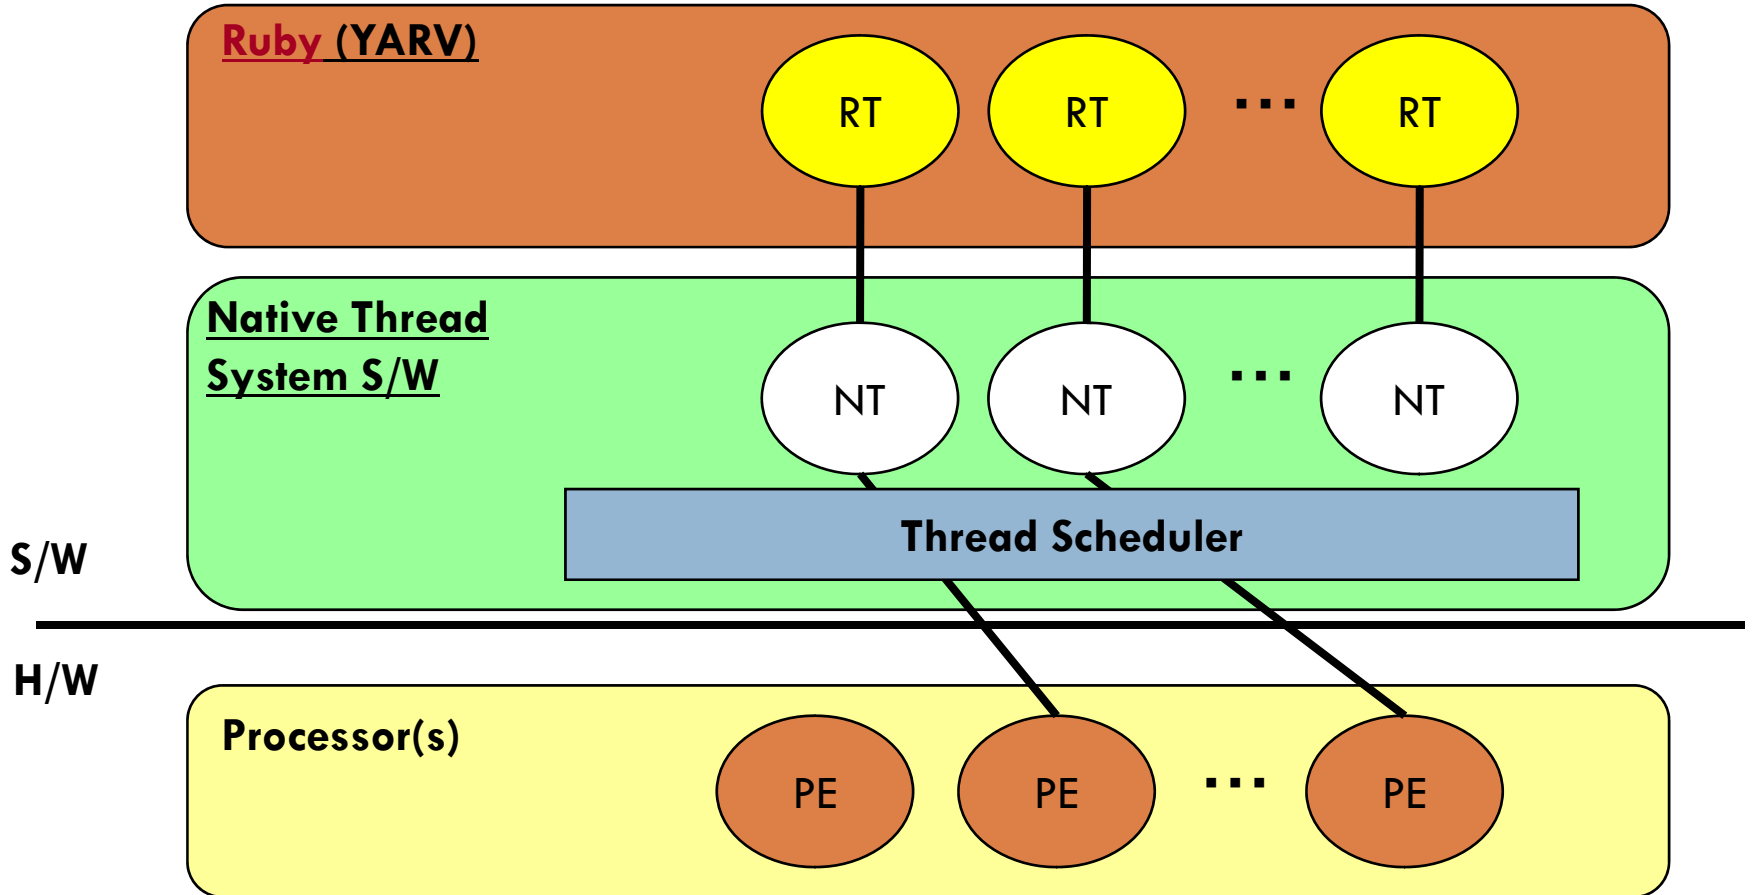 Ruby (YARV)
RT RT ... RT
Native Thread
System S/W
NT NT ... NT
Thread Scheduler
S/W
H/W
Processor(s)
PE PE ... PE